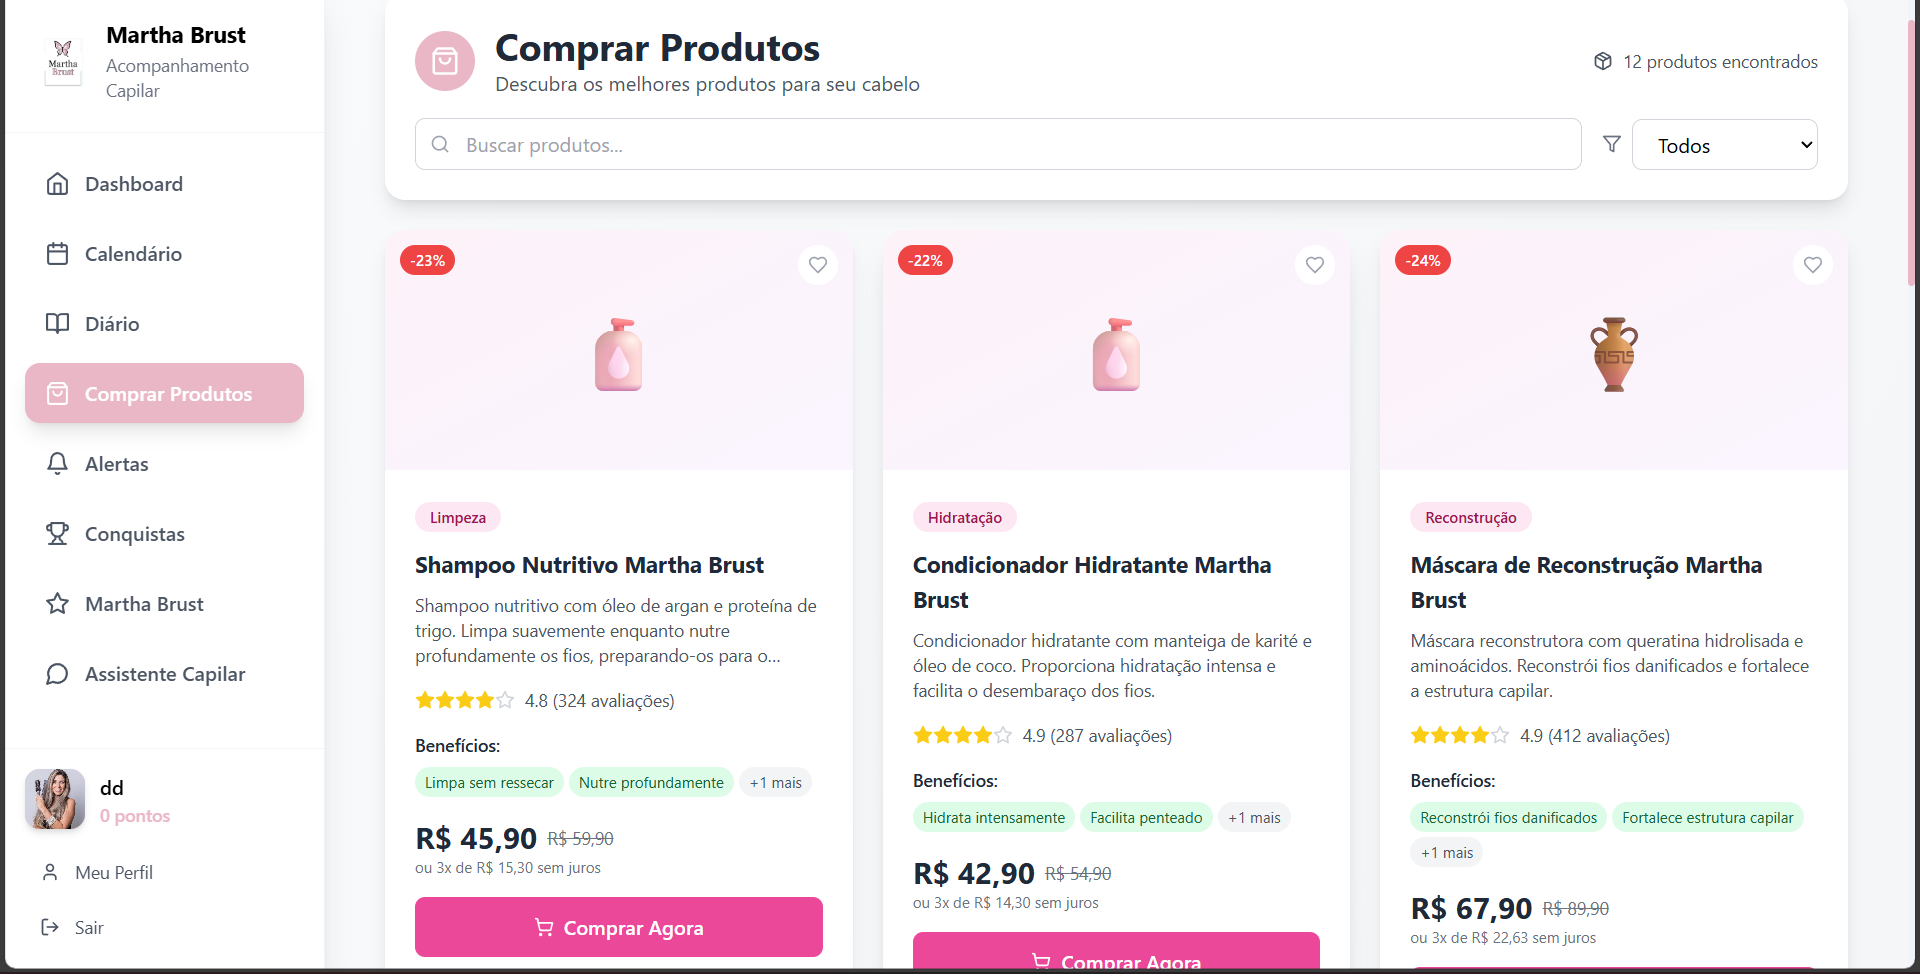 Martha Brust
Acompanhamento
Capilar
Martha
Brust
Dashboard
Calendário
Diário
Comprar Produtos
Alertas
Conquistas
Martha Brust
Assistente Capilar
dd
0 pontos
Meu Perfil
Sair
Comprar Produtos
Descubra os melhores produtos para seu cabelo
12 produtos encontrados
Buscar produtos...
Todos
-23%
Limpeza
Shampoo Nutritivo Martha Brust
Shampoo nutritivo com óleo de argan e proteína de
trigo. Limpa suavemente enquanto nutre
profundamente os fios, preparando-os para o...
4.8 (324 avaliações)
Benefícios:
Limpa sem ressecar Nutre profundamente +1 mais
R$ 45,90 R$ 59,90
ou 3x de R$ 15,30 sem juros
Comprar Agora
-22%
Hidratação
Condicionador Hidratante Martha
Brust
Condicionador hidratante com manteiga de karité e
óleo de coco. Proporciona hidratação intensa e
facilita o desembaraço dos fios.
4.9 (287 avaliações)
Benefícios:
Hidrata intensamente Facilita penteado +1 mais
R$ 42,90 R$ 54,90
ou 3x de R$ 14,30 sem juros
Comprar Agora
-24%
Reconstrução
Máscara de Reconstrução Martha
Brust
Máscara reconstrutora com queratina hidrolisada e
aminoácidos. Reconstrói fios danificados e fortalece
a estrutura capilar.
4.9 (412 avaliações)
Benefícios:
Reconstrói fios danificados Fortalece estrutura capilar
+1 mais
R$ 67,90 R$ 89,90
ou 3x de R$ 22,63 sem juros